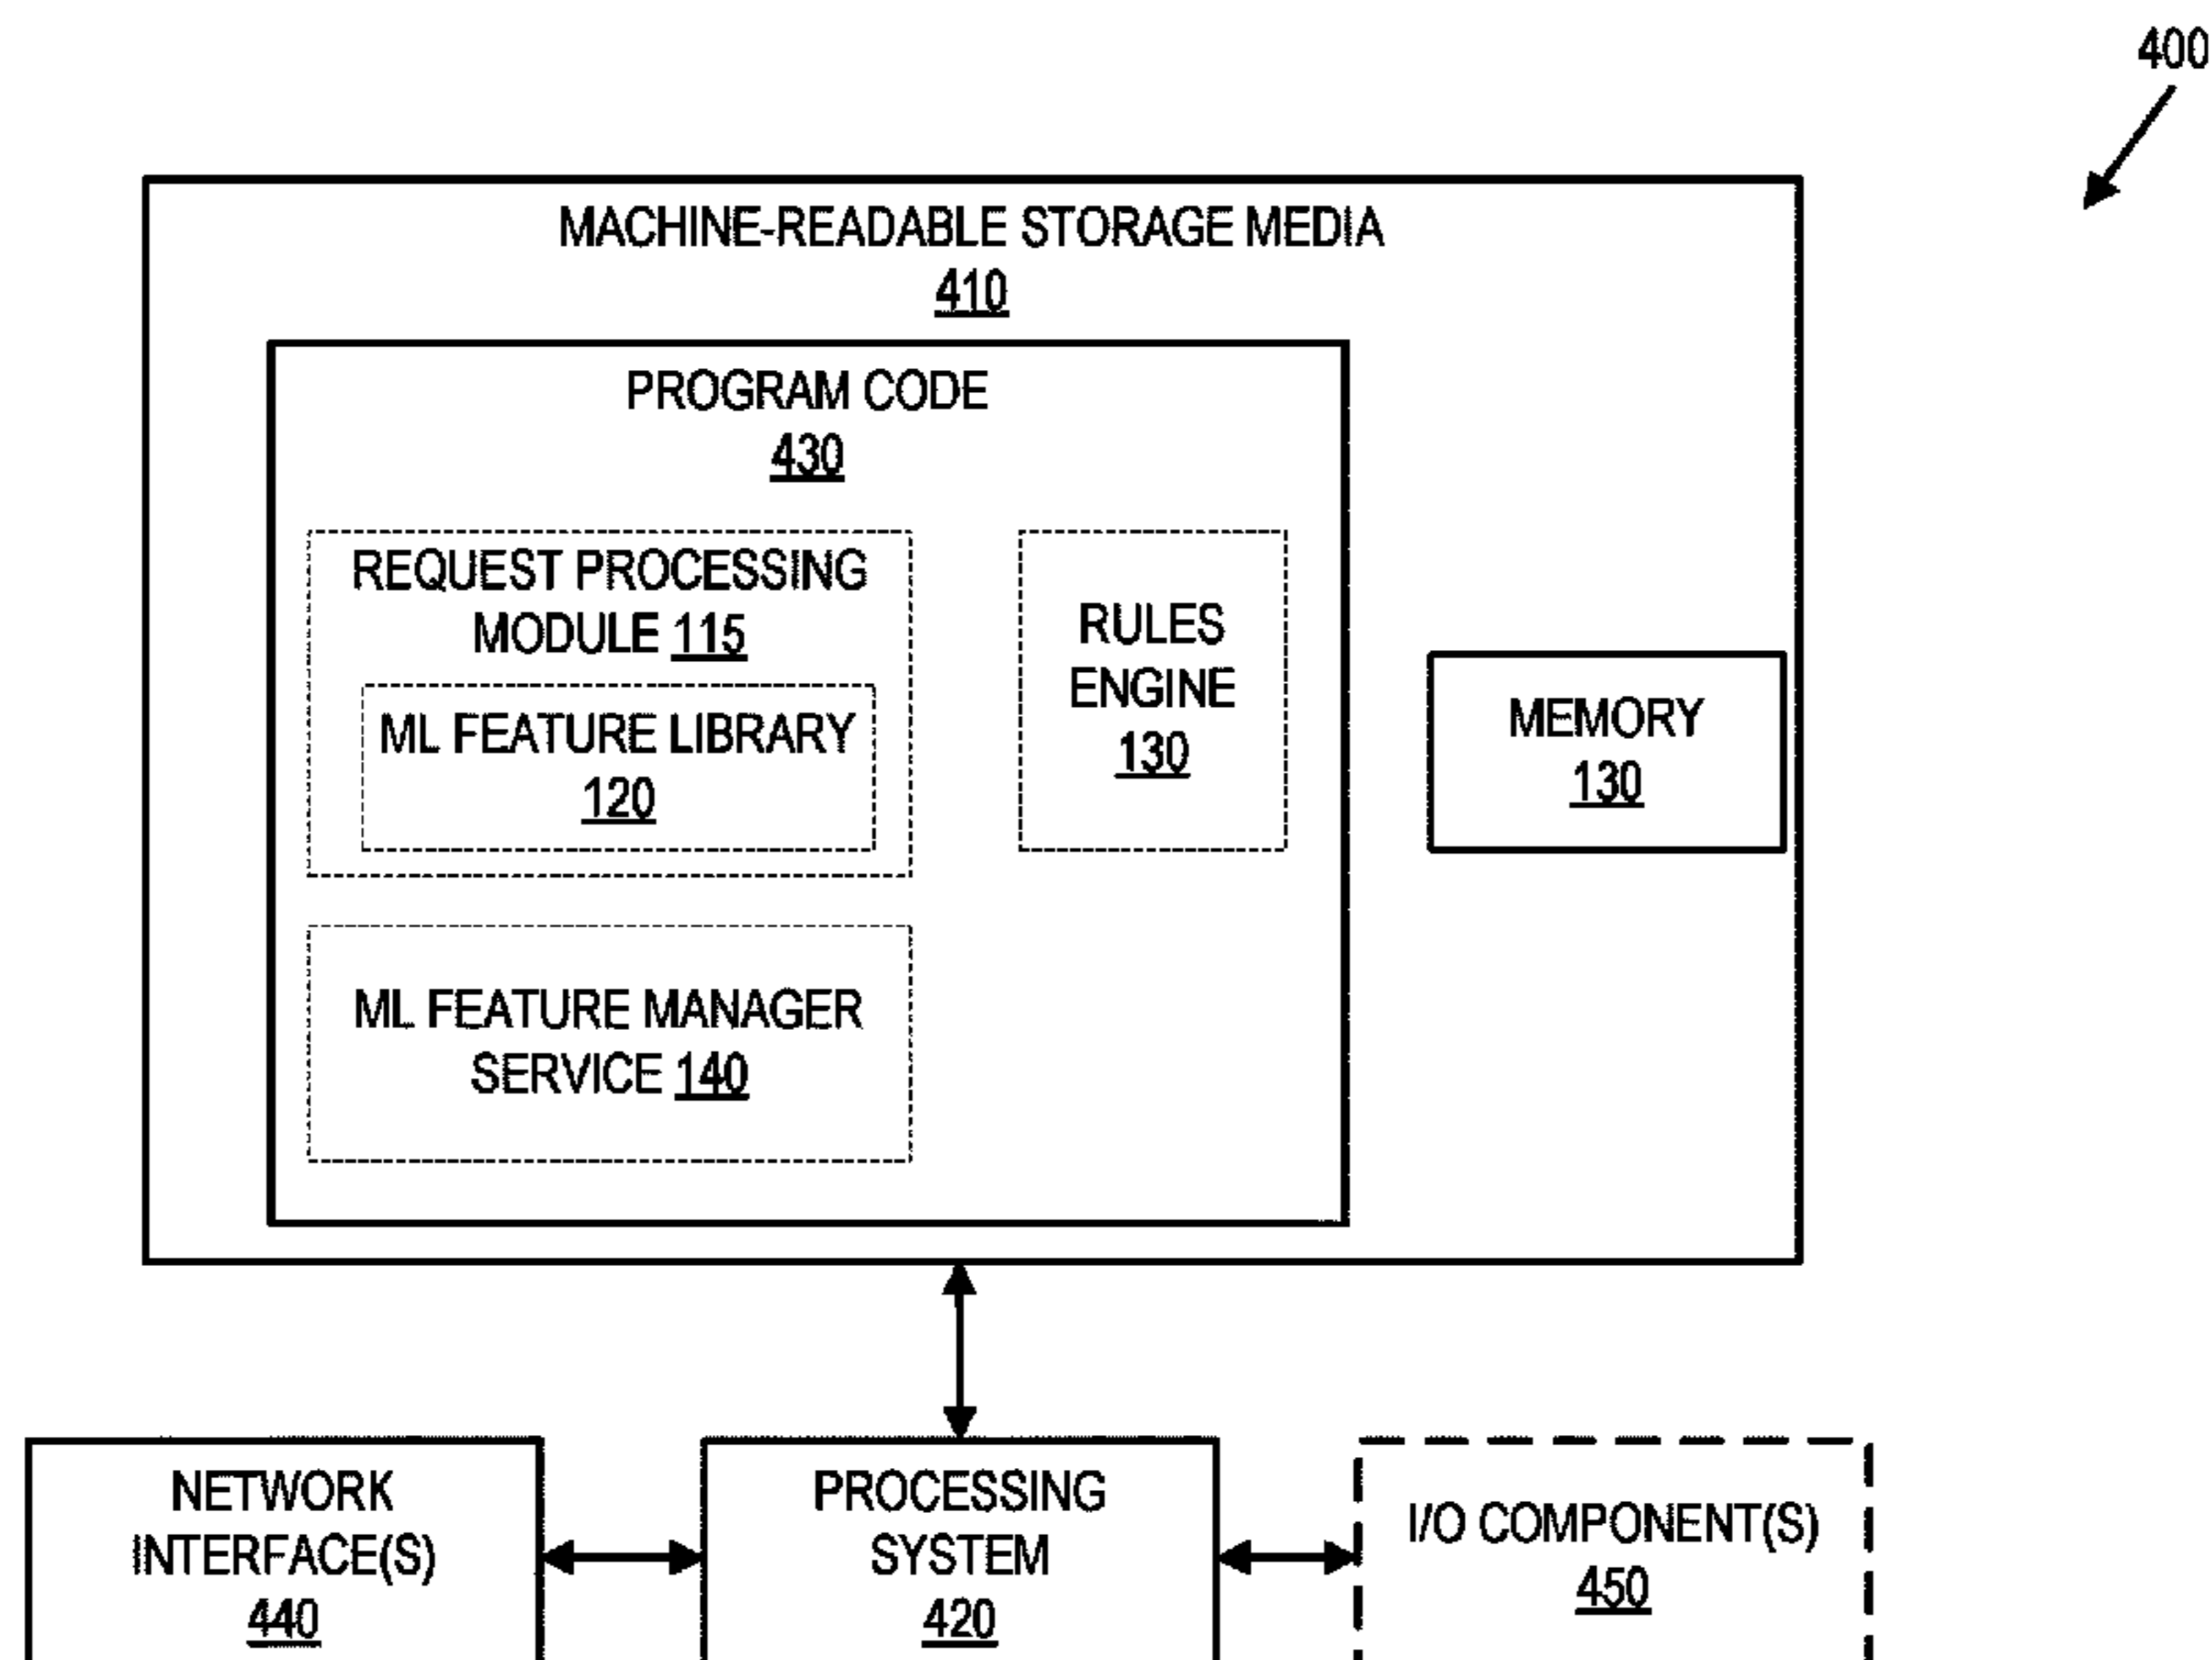 400
MACHINE-READABLE STORAGE MEDIA
410
PROGRAM CODE
430
REQUEST PROCESSING
MODULE 115
ML FEATURE LIBRARY
120
RULES
ENGINE
130
MEMORY
130
ML FEATURE MANAGER
SERVICE 140
NETWORK
INTERFACE(S)
440
PROCESSING
SYSTEM
420
I/O COMPONENT(S)
450